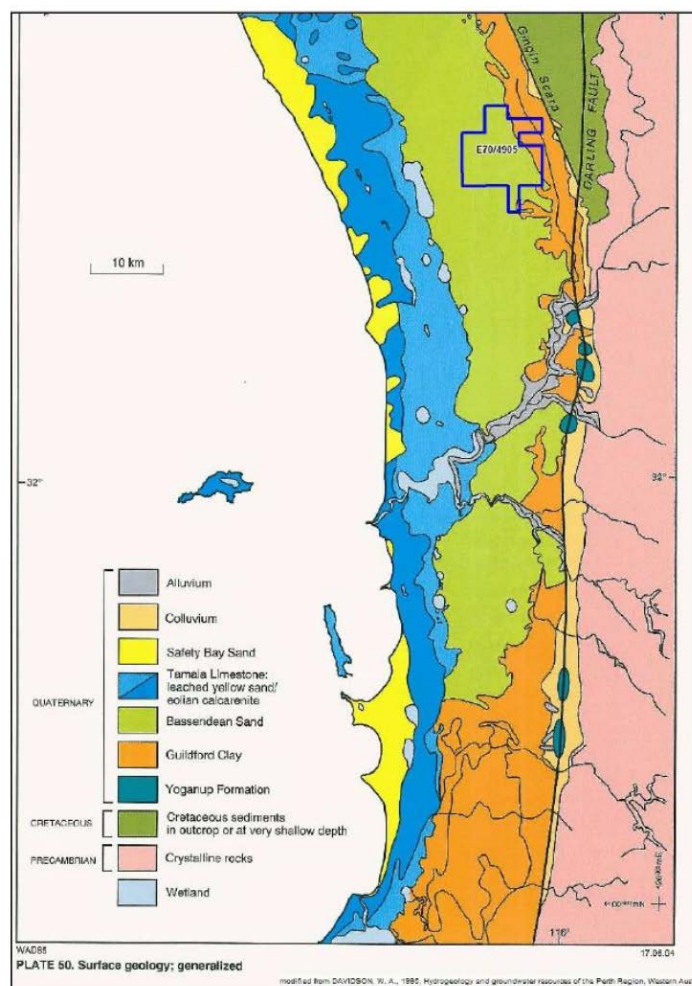 Gingin Scarp
DARLING FAULT
E70/4905
10 km
32°
32°
Alluvium
Colluvium
Safety Bay Sand
Tamala Limestone:
leached yellow sand/
eolian calcarenite
QUATERNARY
Bassendean Sand
Guildford Clay
Yoganup Formation
CRETACEOUS
Cretaceous sediments
in outcrop or at very shallow depth
PRECAMBRIAN
Crystalline rocks
Wetland
116°
WAD85
17.06.04
PLATE 50. Surface geology; generalized
modified from DAVIDSON, W. A., 1995, Hydrogeology and groundwater resources of the Perth Region, Western Aus